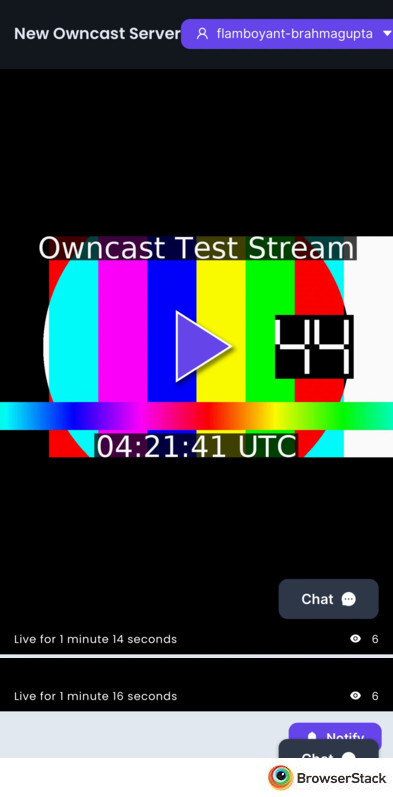 New Owncast Server
flamboyant-brahmagupta
Owncast Test Stream
44
04:21:41 UTC
Chat
Live for 1 minute 14 seconds 6
Live for 1 minute 16 seconds 6
Notify
Chat
BrowserStack